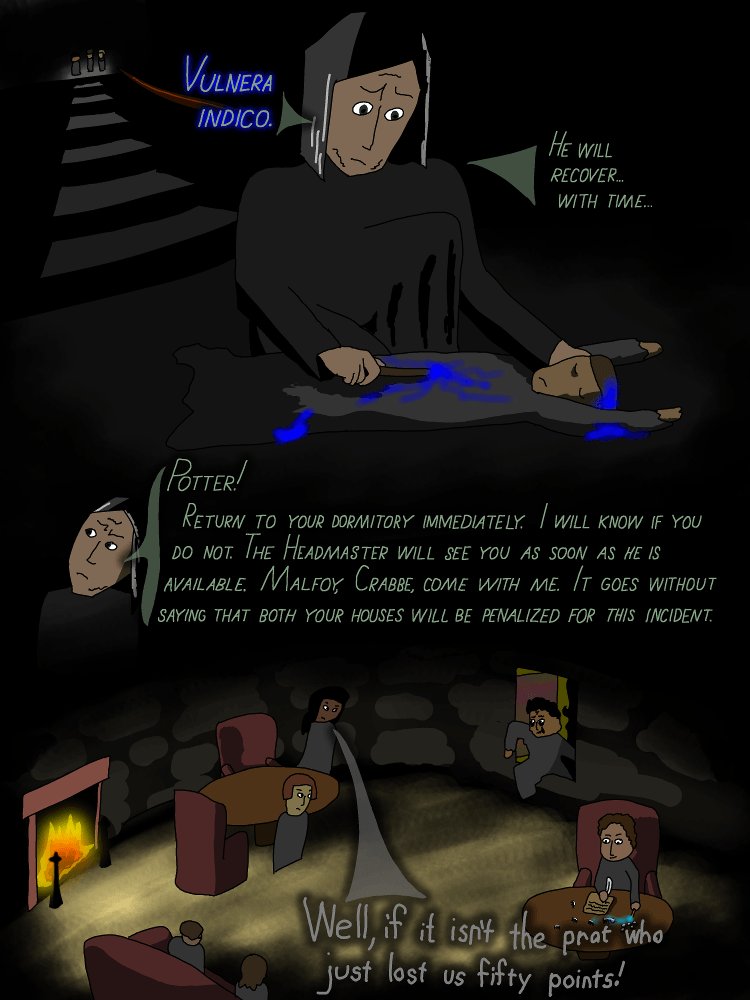 Vulnera
indico.
He will
recover...
with time...
Potter!
Return to your dormitory immediately. I will know if you
do not. The Headmaster will see you as soon as he is
available. Malfoy, Crabbe, come with me. It goes without
saying that both your houses will be penalized for this incident.
Well, if it isn't the prat who
just lost us fifty points!